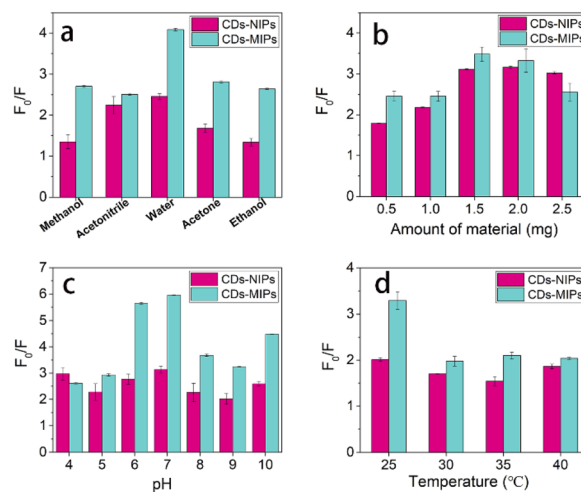 a
CDs-NIPs
CDs-MIPs
F₀/F
4
3
2
1
0
Methanol
Acetonitrile
Water
Acetone
Ethanol
b
CDs-NIPs
CDs-MIPs
F₀/F
4
3
2
1
0
0.5 1.0 1.5 2.0 2.5
Amount of material (mg)
c
CDs-NIPs
CDs-MIPs
F₀/F
7
6
5
4
3
2
1
0
4 5 6 7 8 9 10
pH
d
CDs-NIPs
CDs-MIPs
F₀/F
4
3
2
1
0
25 30 35 40
Temperature (℃)